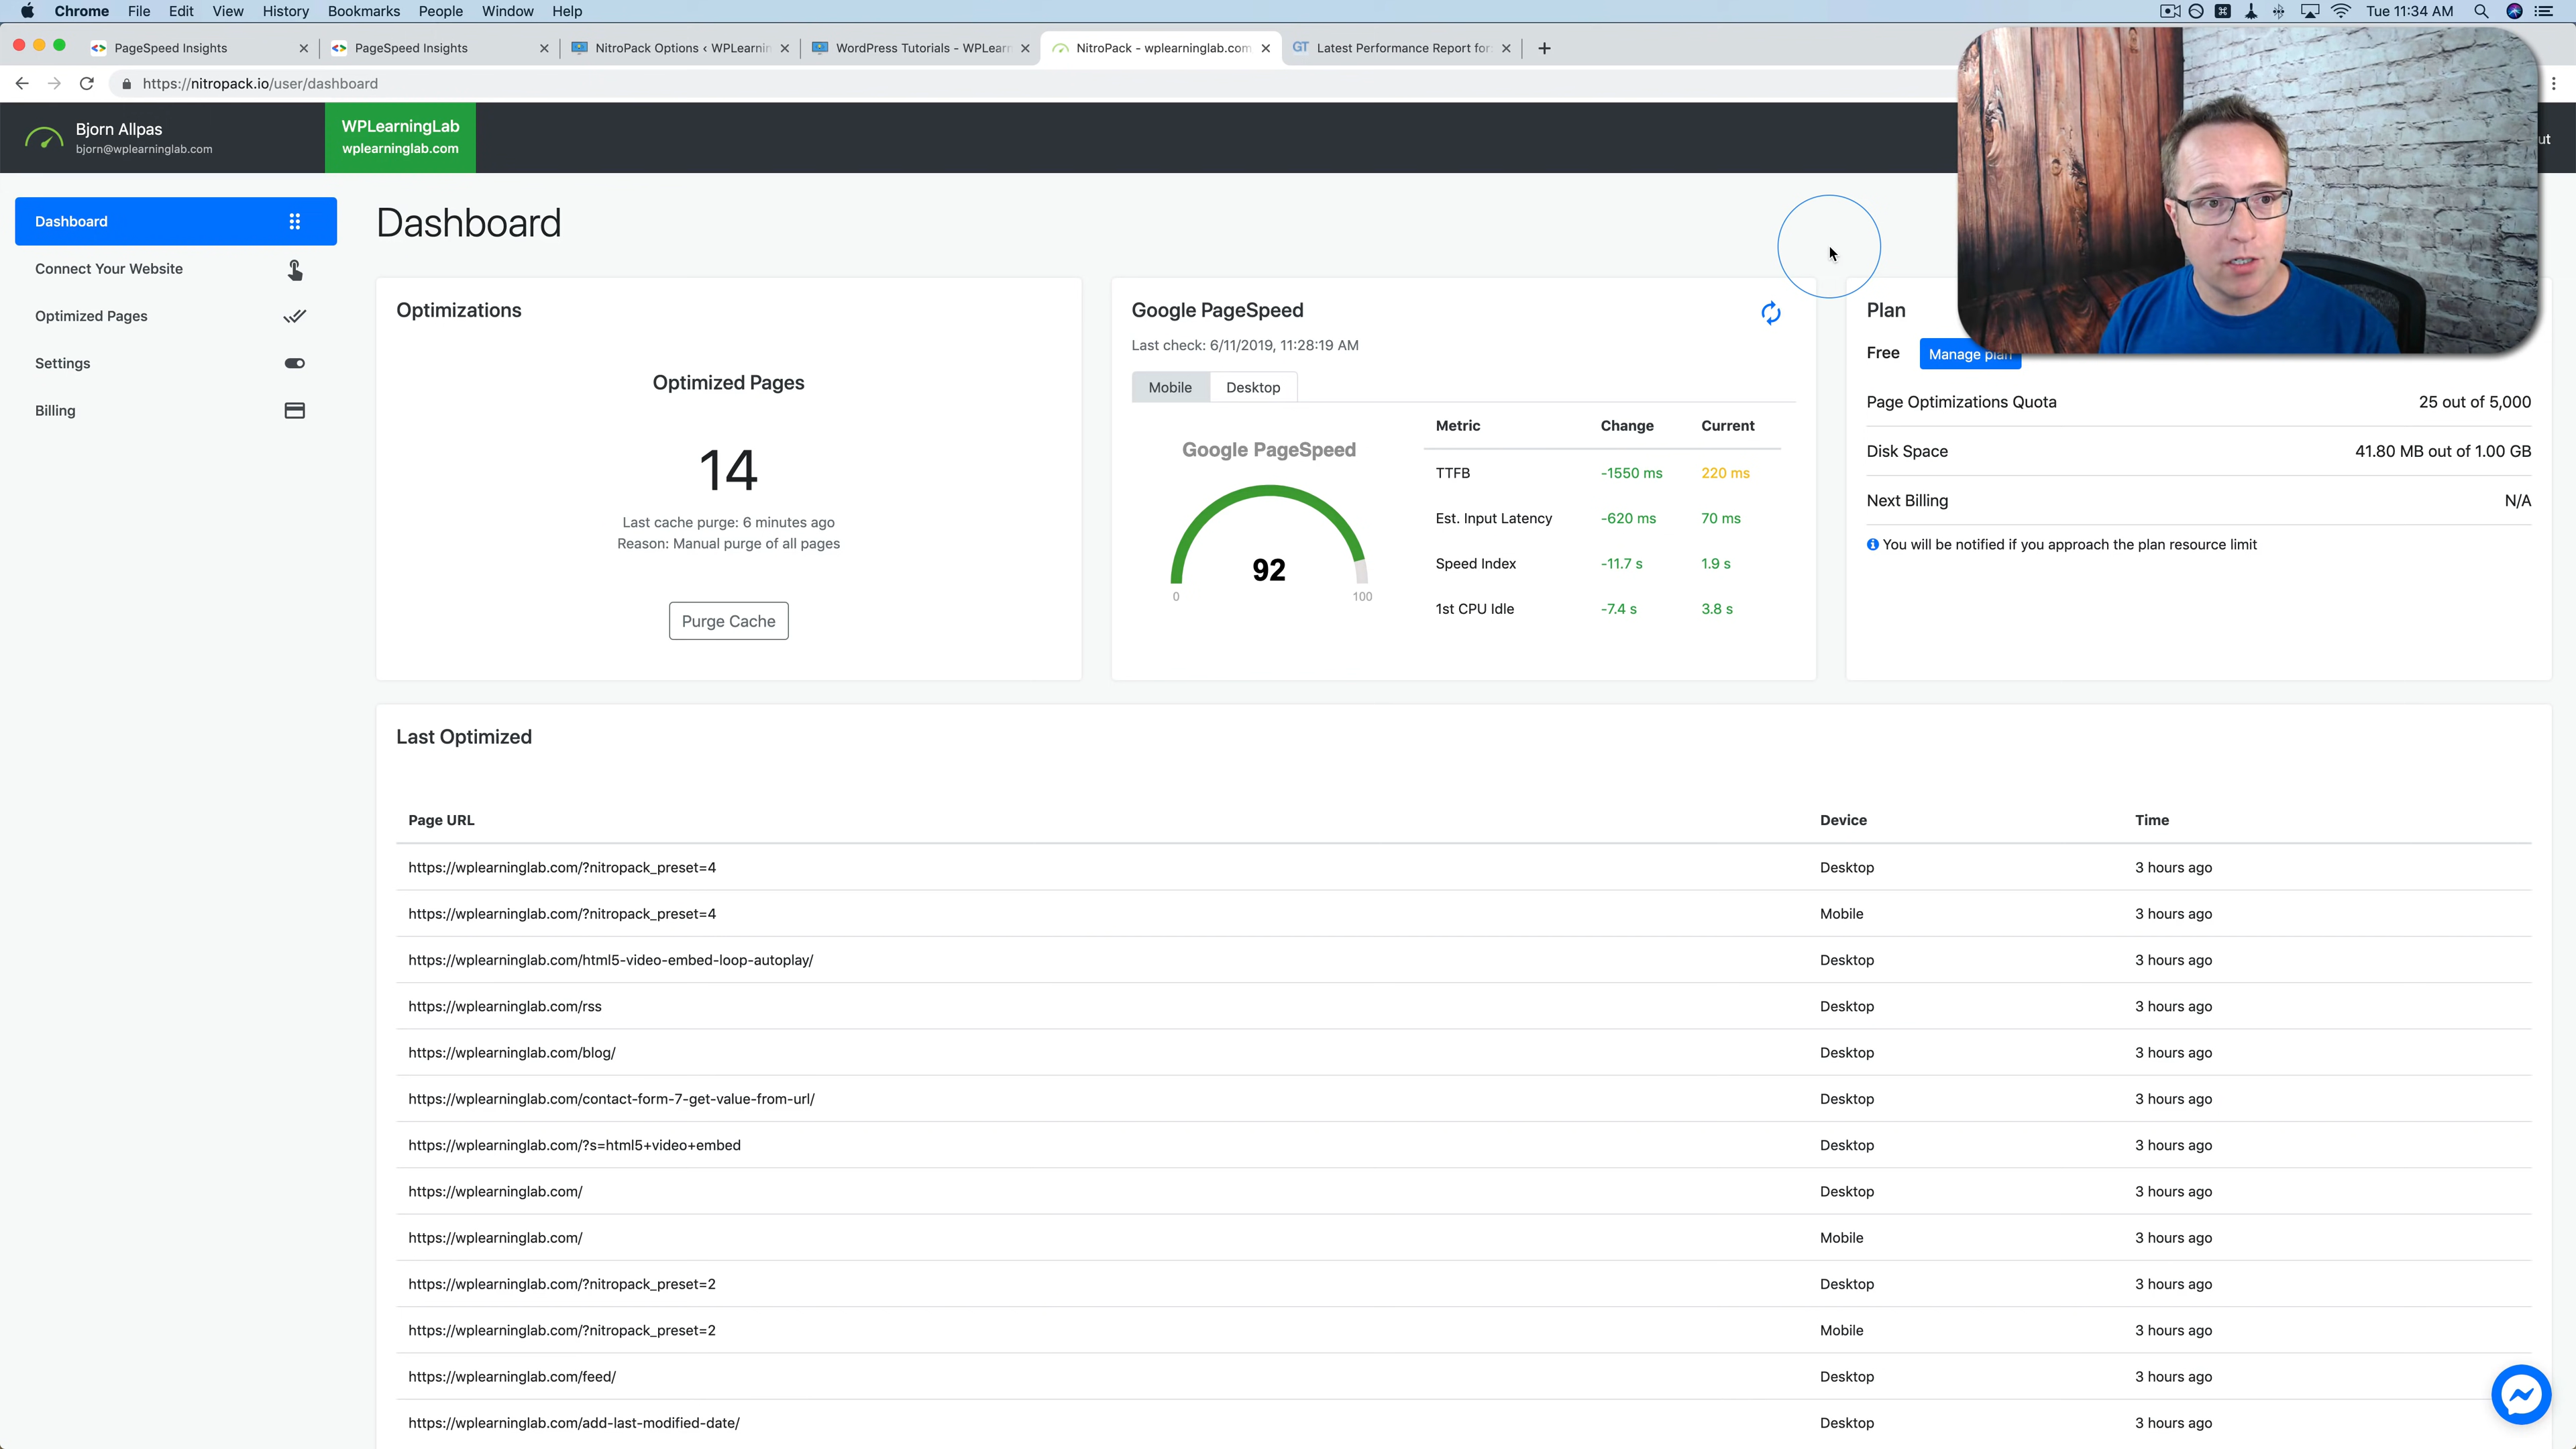 Chrome File Edit View History Bookmarks People Window Help
Tue 11:34 AM
PageSpeed Insights
PageSpeed Insights
NitroPack Options ‹ WPLearnin
WordPress Tutorials - WPLearn
NitroPack - wplearninglab.com
GT Latest Performance Report for
https://nitropack.io/user/dashboard
Bjorn Allpas
bjorn@wplearninglab.com
WPLearningLab
wplearninglab.com
ut
Dashboard
Connect Your Website
Optimized Pages
Settings
Billing
Dashboard
Optimizations
Optimized Pages
14
Last cache purge: 6 minutes ago
Reason: Manual purge of all pages
Purge Cache
Google PageSpeed
Last check: 6/11/2019, 11:28:19 AM
Mobile Desktop
Google PageSpeed
92
0 100
Metric Change Current
TTFB -1550 ms 220 ms
Est. Input Latency -620 ms 70 ms
Speed Index -11.7 s 1.9 s
1st CPU Idle -7.4 s 3.8 s
Plan
Free Manage plan
Page Optimizations Quota 25 out of 5,000
Disk Space 41.80 MB out of 1.00 GB
Next Billing N/A
You will be notified if you approach the plan resource limit
Last Optimized
Page URL Device Time
https://wplearninglab.com/?nitropack_preset=4 Desktop 3 hours ago
https://wplearninglab.com/?nitropack_preset=4 Mobile 3 hours ago
https://wplearninglab.com/html5-video-embed-loop-autoplay/ Desktop 3 hours ago
https://wplearninglab.com/rss Desktop 3 hours ago
https://wplearninglab.com/blog/ Desktop 3 hours ago
https://wplearninglab.com/contact-form-7-get-value-from-url/ Desktop 3 hours ago
https://wplearninglab.com/?s=html5+video+embed Desktop 3 hours ago
https://wplearninglab.com/ Desktop 3 hours ago
https://wplearninglab.com/ Mobile 3 hours ago
https://wplearninglab.com/?nitropack_preset=2 Desktop 3 hours ago
https://wplearninglab.com/?nitropack_preset=2 Mobile 3 hours ago
https://wplearninglab.com/feed/ Desktop 3 hours ago
https://wplearninglab.com/add-last-modified-date/ Desktop 3 hours ago